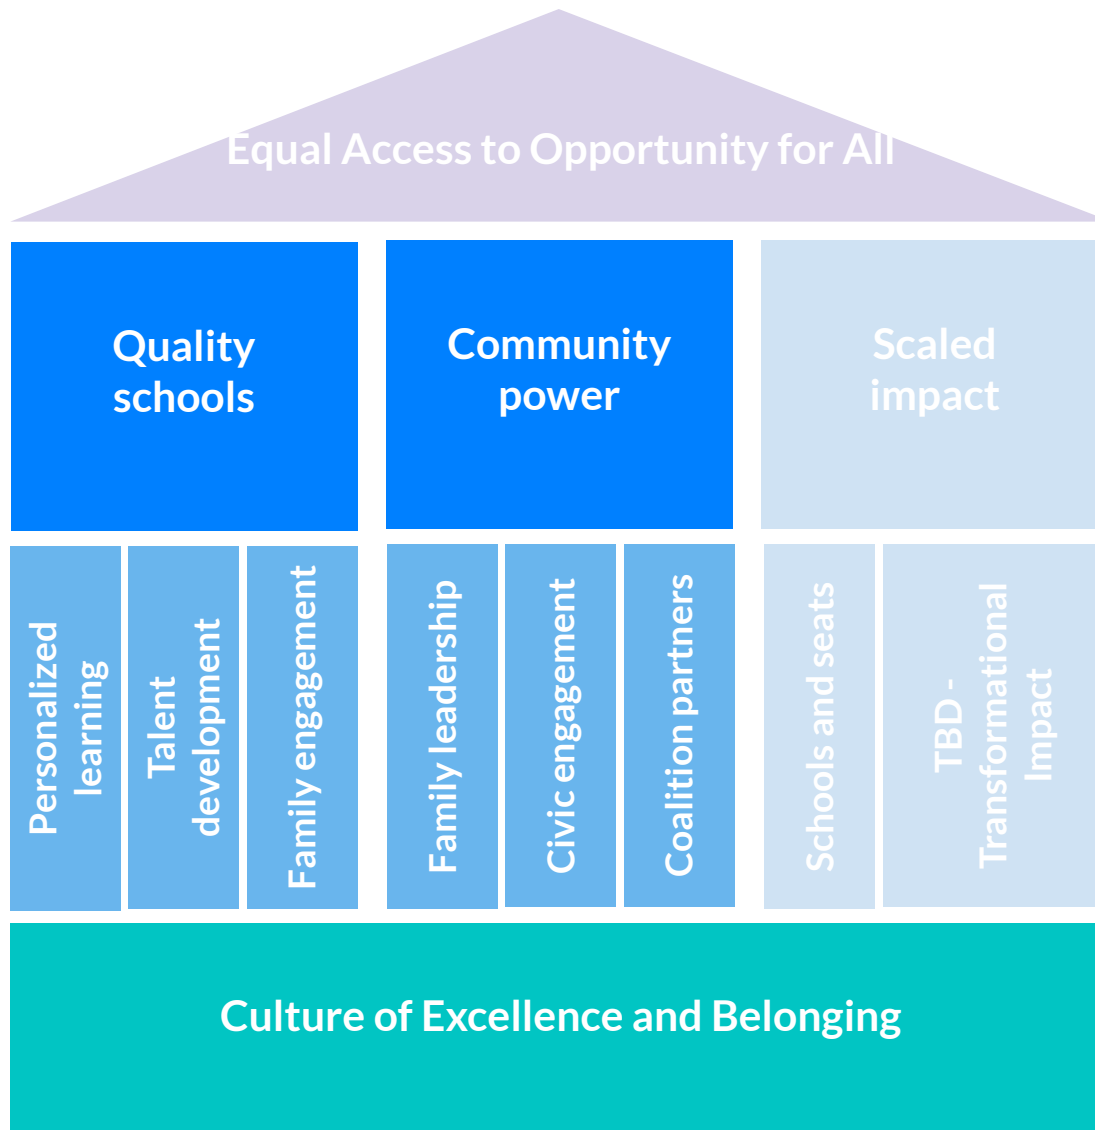 Equal Access to Opportunity for All
Quality
schools
Community
power
Scaled
impact
Personalized
learning
Talent
development
Family engagement
Family leadership
Civic engagement
Coalition partners
Schools and seats
TBD -
Transformational
Impact
Culture of Excellence and Belonging